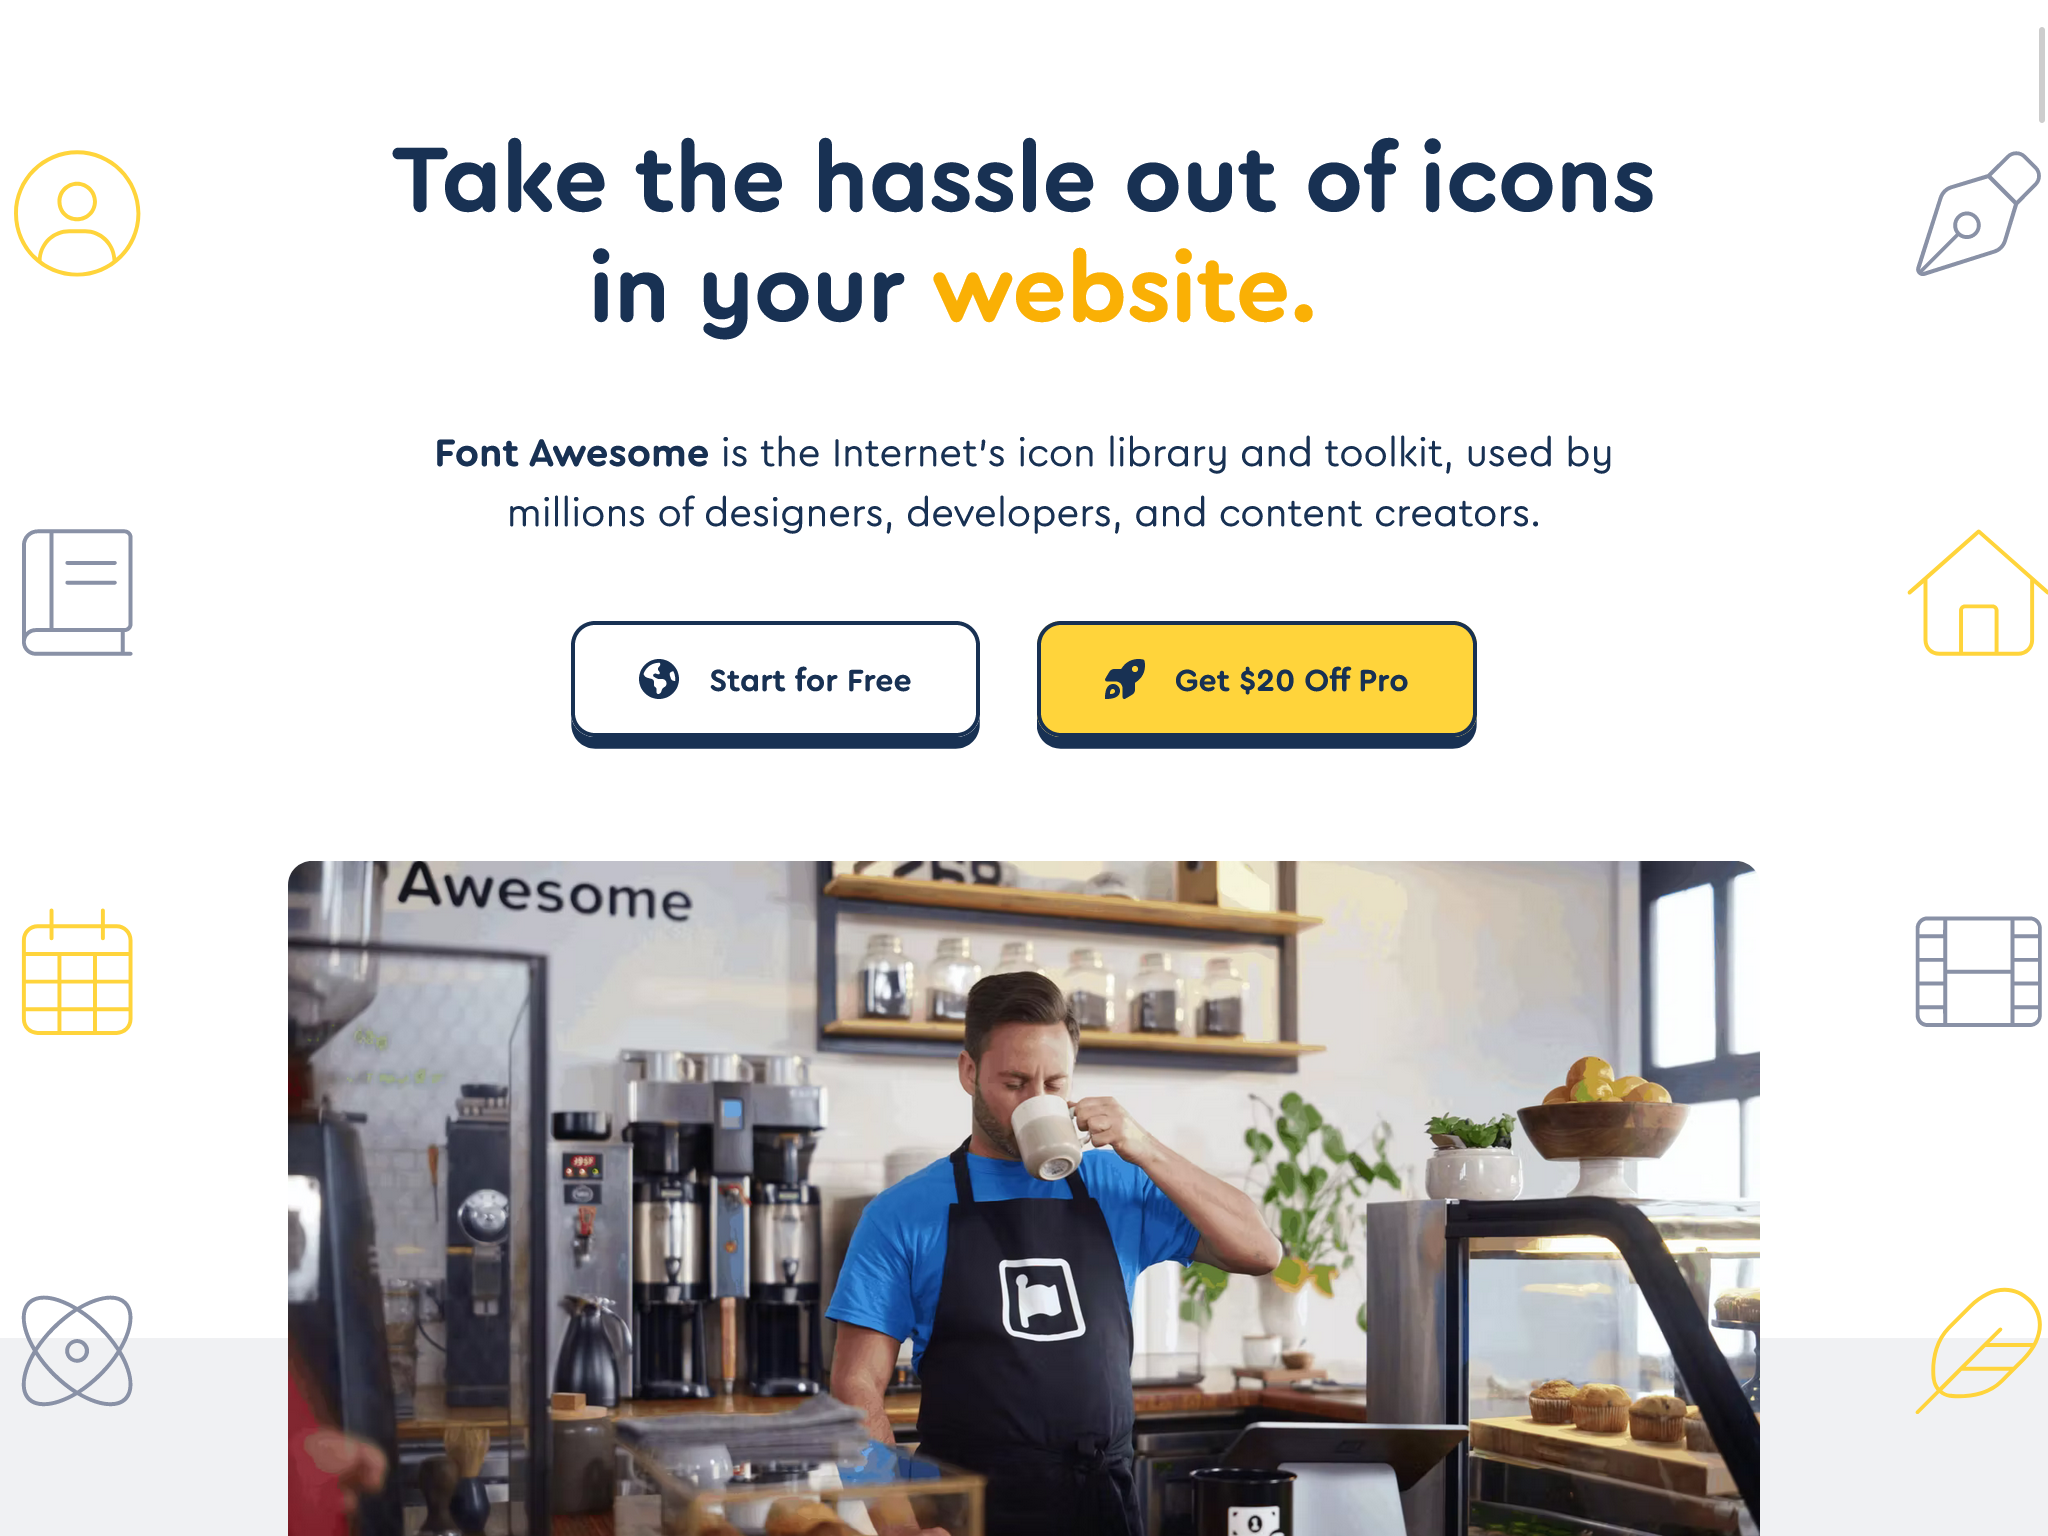 Take the hassle out of icons
in your website.
Font Awesome is the Internet's icon library and toolkit, used by
millions of designers, developers, and content creators.
Start for Free
Get $20 Off Pro
Awesome